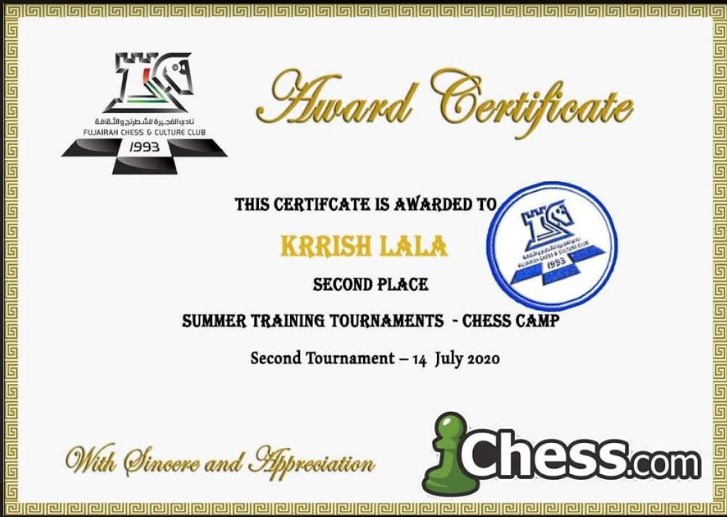 Award Certificate
نادي الفجيرة للشطرنج والثقافة
FUJAIRAH CHESS & CULTURE CLUB
1993
THIS CERTIFCATE IS AWARDED TO
KRRISH LALA
SECOND PLACE
SUMMER TRAINING TOURNAMENTS - CHESS CAMP
Second Tournament – 14 July 2020
نادي الفجيرة للشطرنج والثقافة
FUJAIRAH CHESS & CULTURE CLUB
1993
With Sincere and Appreciation
Chess.com